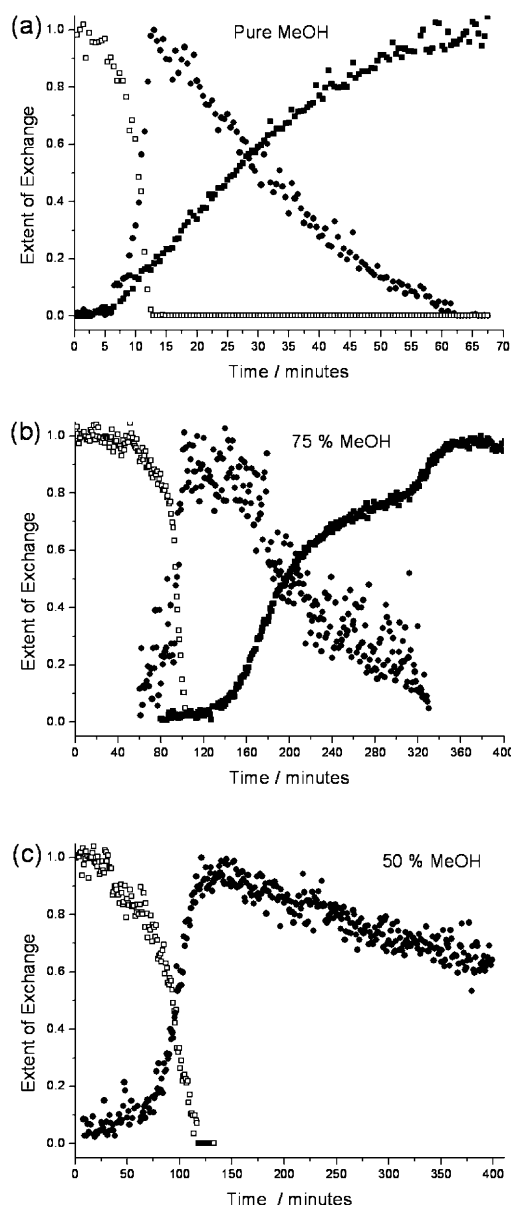 (a)
Pure MeOH
Extent of Exchange
1.0
0.8
0.6
0.4
0.2
0.0
0 5 10 15 20 25 30 35 40 45 50 55 60 65 70
Time / minutes
(b)
75 % MeOH
Extent of Exchange
1.0
0.8
0.6
0.4
0.2
0.0
0 40 80 120 160 200 240 280 320 360 400
Time / minutes
(c)
50 % MeOH
Extent of Exchange
1.0
0.8
0.6
0.4
0.2
0.0
0 50 100 150 200 250 300 350 400
Time / minutes